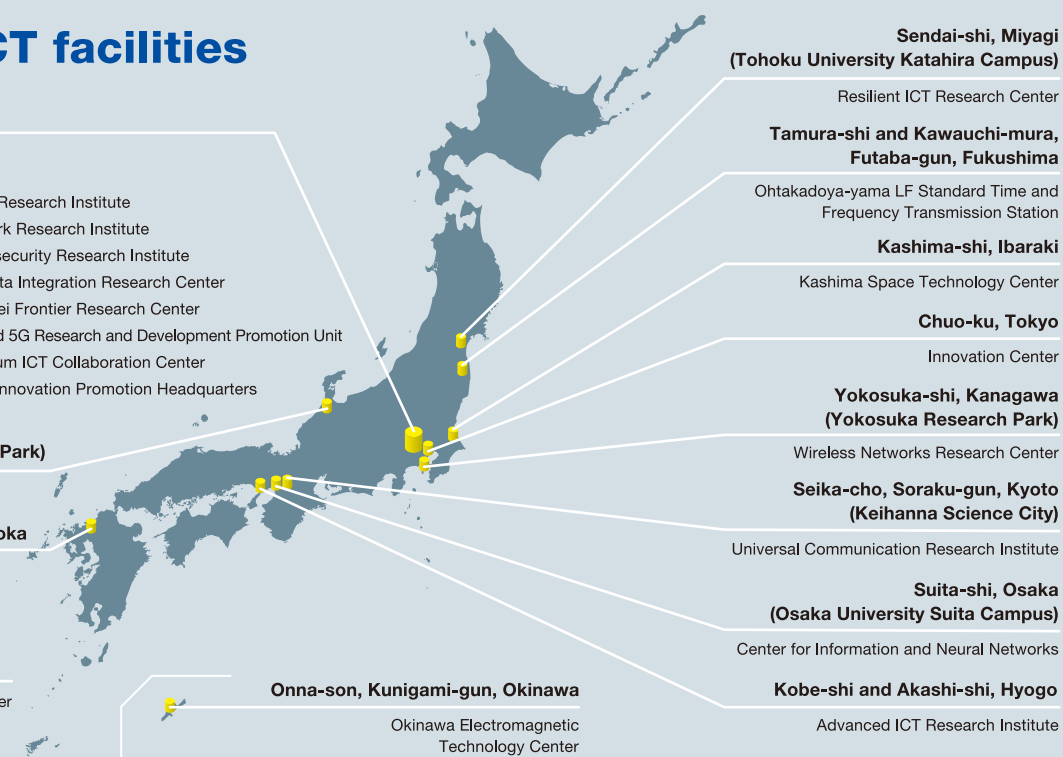 CT facilities
Research Institute
rk Research Institute
security Research Institute
ta Integration Research Center
ei Frontier Research Center
d 5G Research and Development Promotion Unit
um ICT Collaboration Center
nnovation Promotion Headquarters
Park)
oka
er
Onna-son, Kunigami-gun, Okinawa
Okinawa Electromagnetic
Technology Center
Sendai-shi, Miyagi
(Tohoku University Katahira Campus)
Resilient ICT Research Center
Tamura-shi and Kawauchi-mura,
Futaba-gun, Fukushima
Ohtakadoya-yama LF Standard Time and
Frequency Transmission Station
Kashima-shi, Ibaraki
Kashima Space Technology Center
Chuo-ku, Tokyo
Innovation Center
Yokosuka-shi, Kanagawa
(Yokosuka Research Park)
Wireless Networks Research Center
Seika-cho, Soraku-gun, Kyoto
(Keihanna Science City)
Universal Communication Research Institute
Suita-shi, Osaka
(Osaka University Suita Campus)
Center for Information and Neural Networks
Kobe-shi and Akashi-shi, Hyogo
Advanced ICT Research Institute